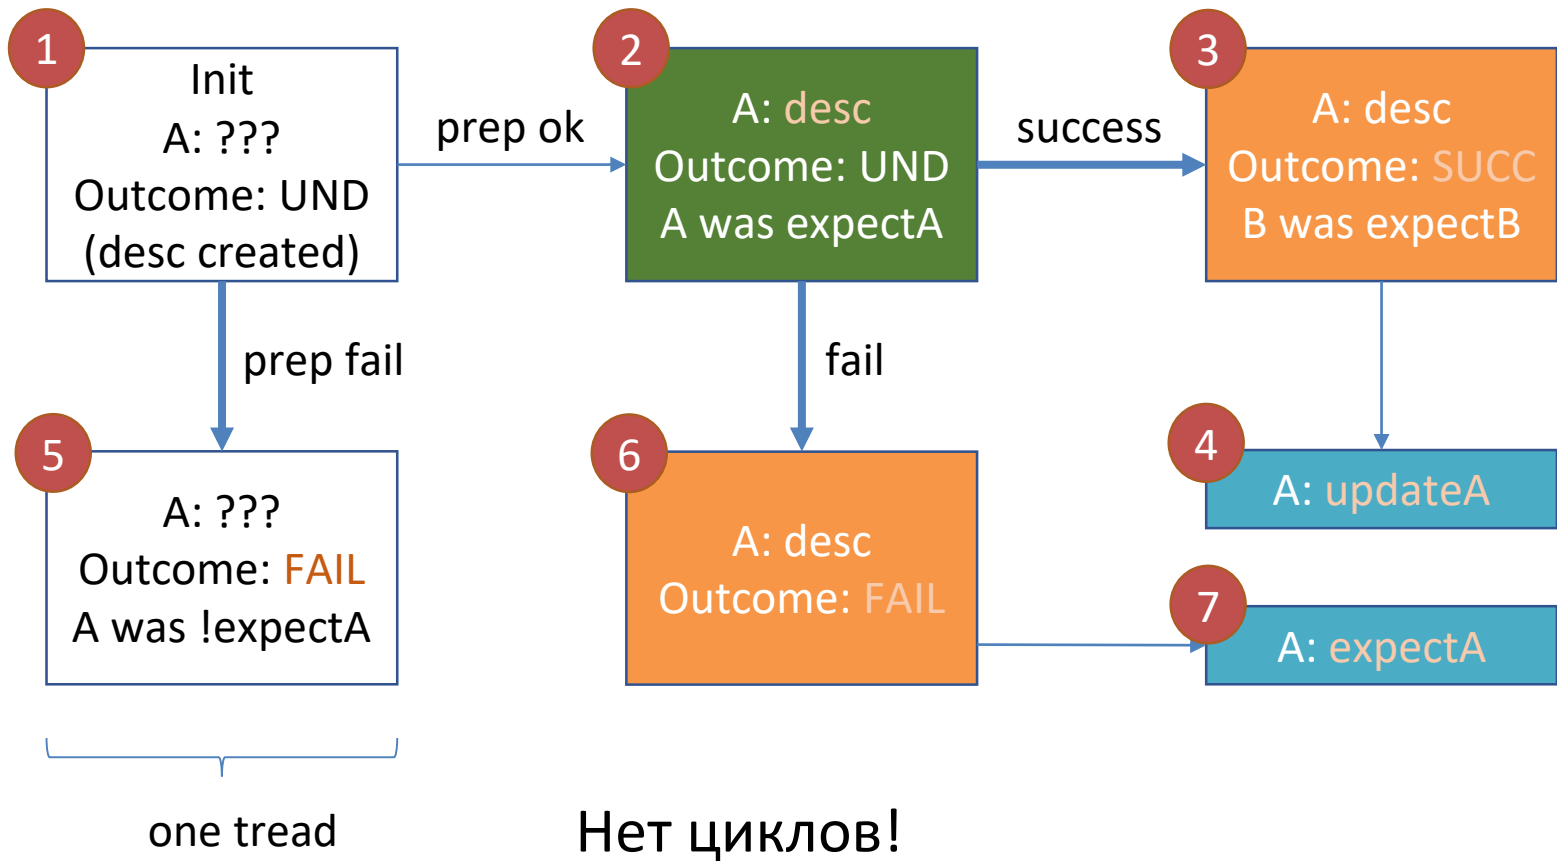 1
Init
A: ???
Outcome: UND
(desc created)
prep ok
2
A: desc
Outcome: UND
A was expectA
success
3
A: desc
Outcome: SUCC
B was expectB
prep fail
fail
5
A: ???
Outcome: FAIL
A was !expectA
6
A: desc
Outcome: FAIL
4
A: updateA
7
A: expectA
one tread
Нет циклов!